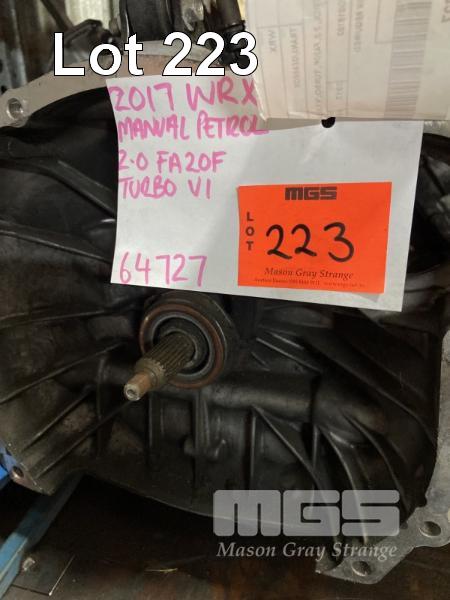 Lot 223
WRX
2017 WRX
MANUAL PETROL
2.0 FA20F
TURBO V1
64727
MGS
LOT
223
Mason Gray Strange
MGS
Mason Gray Strange